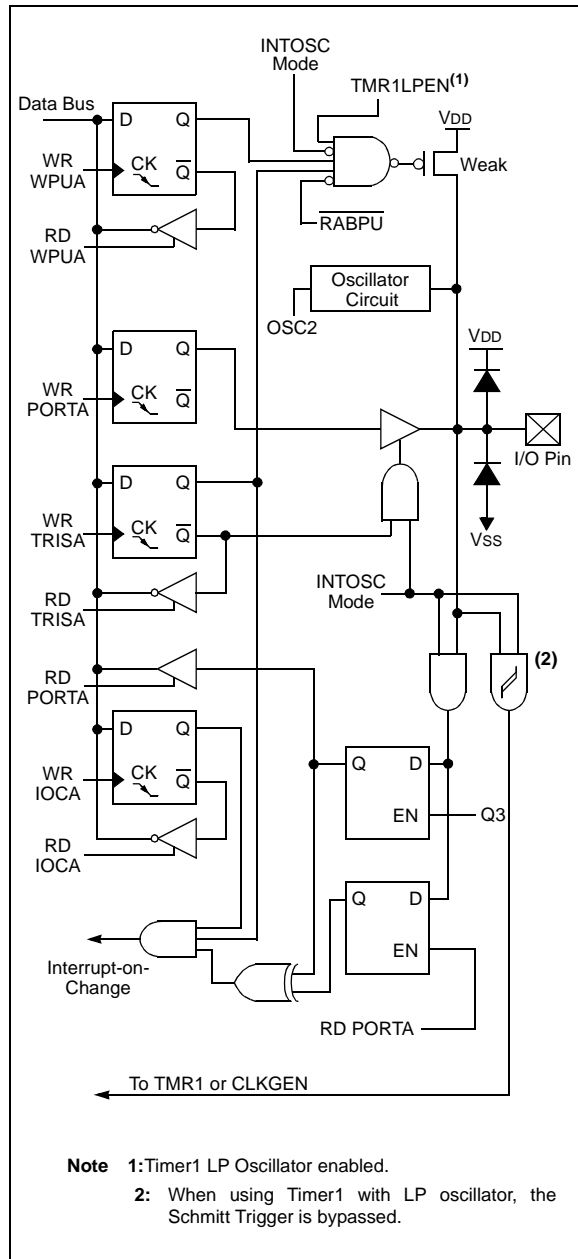 INTOSC
Mode
TMR1LPEN(1)
Data Bus
D Q
VDD
WR
WPUA
CK Q
Weak
RABPU
RD
WPUA
Oscillator
Circuit
OSC2
D Q
VDD
WR
PORTA
CK Q
I/O Pin
D Q
WR
TRISA
CK Q
VSS
INTOSC
Mode
RD
TRISA
(2)
RD
PORTA
D Q
WR
IOCA
CK Q
Q D
EN
Q3
RD
IOCA
Q D
EN
Interrupt-on-
Change
RD PORTA
To TMR1 or CLKGEN
Note 1:Timer1 LP Oscillator enabled.
2: When using Timer1 with LP oscillator, the
Schmitt Trigger is bypassed.